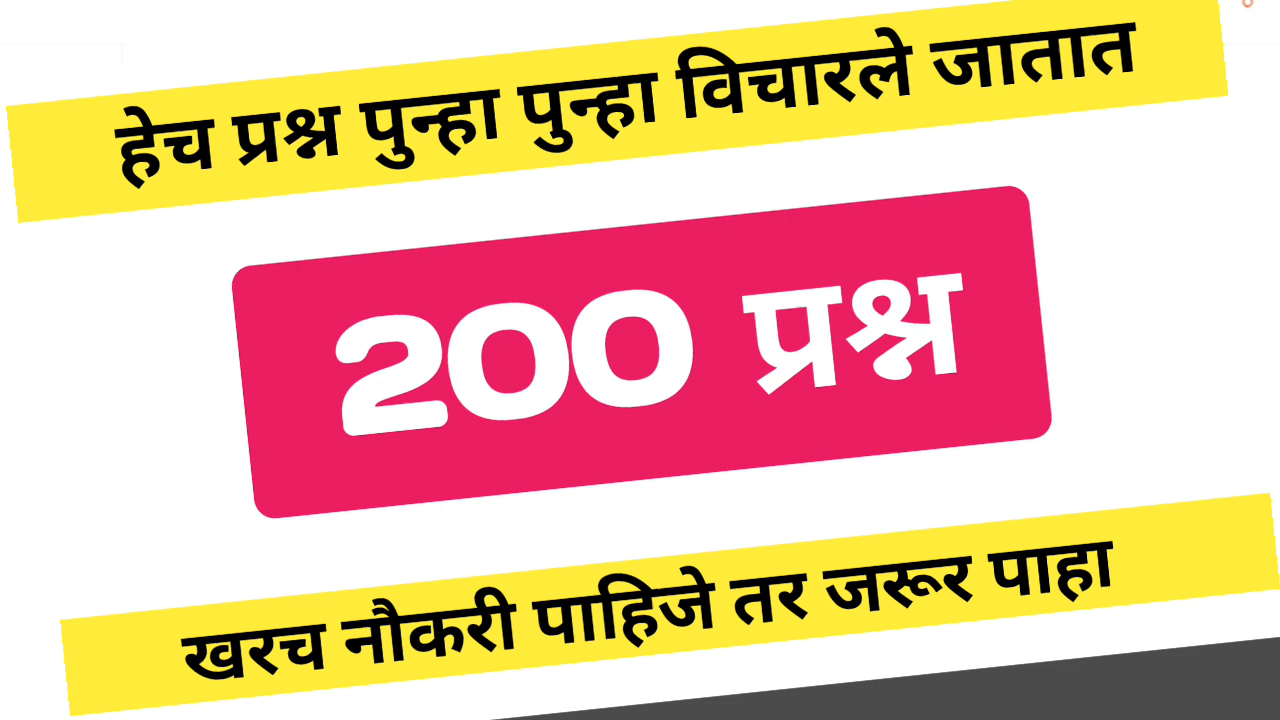 हेच प्रश्न पुन्हा पुन्हा विचारले जातात
200 प्रश्न
खरच नौकरी पाहिजे तर जरूर पाहा